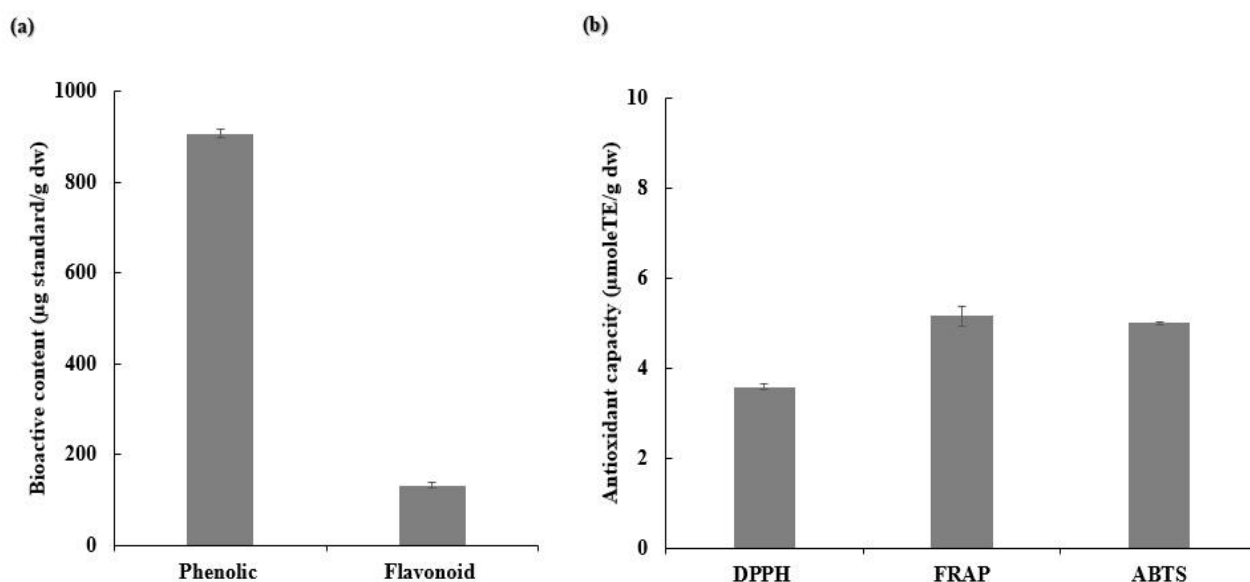 (a)
Bioactive content (µg standard/g dw)
1000
800
600
400
200
0
Phenolic Flavonoid
(b)
Antioxidant capacity (µmoleTE/g dw)
10
8
6
4
2
0
DPPH FRAP ABTS